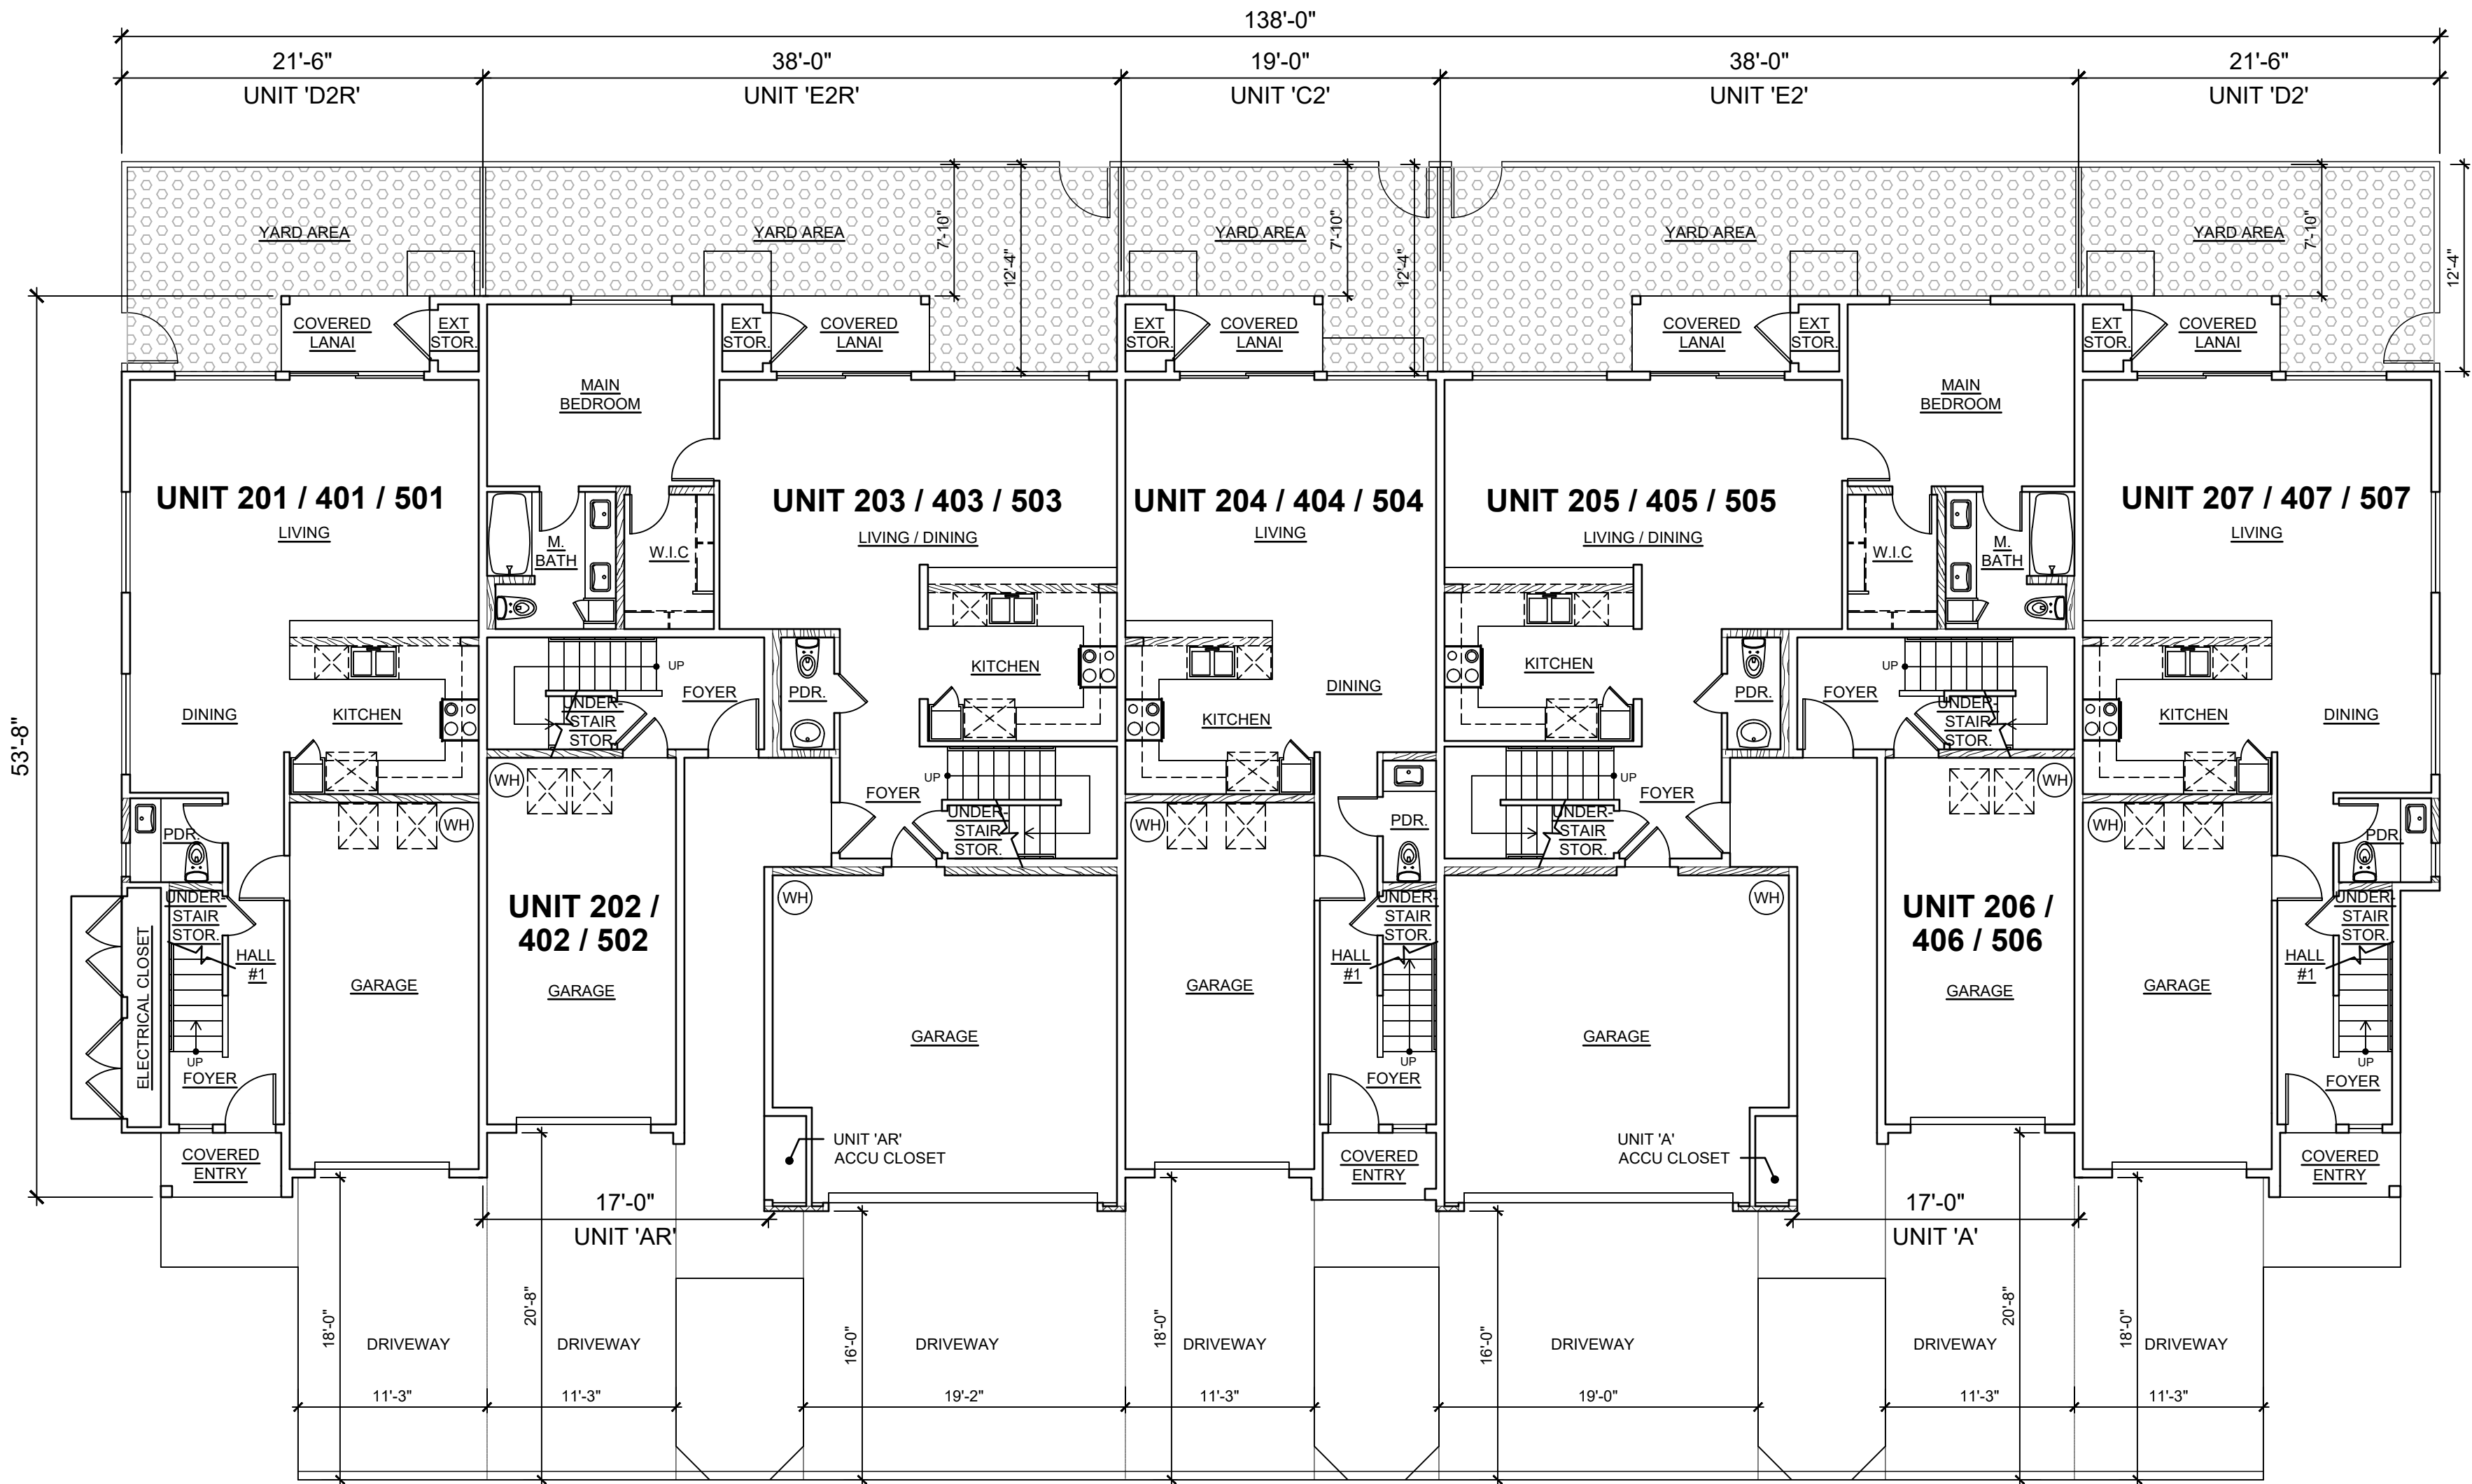 138'-0"
21'-6"
38'-0"
19'-0"
38'-0"
21'-6"
UNIT 'D2R'
UNIT 'E2R'
UNIT 'C2'
UNIT 'E2'
UNIT 'D2'
YARD AREA
YARD AREA
YARD AREA
YARD AREA
YARD AREA
7'-10"
12'-4"
7'-10"
12'-4"
7'-10"
12'-4"
COVERED
LANAI
EXT
STOR.
EXT
STOR.
COVERED
LANAI
EXT
STOR.
COVERED
LANAI
COVERED
LANAI
EXT
STOR.
EXT
STOR.
COVERED
LANAI
MAIN
BEDROOM
MAIN
BEDROOM
UNIT 201 / 401 / 501
LIVING
UNIT 203 / 403 / 503
LIVING / DINING
UNIT 204 / 404 / 504
LIVING
UNIT 205 / 405 / 505
LIVING / DINING
UNIT 207 / 407 / 507
LIVING
M.
BATH
W.I.C
W.I.C
M.
BATH
53'-8"
DINING
KITCHEN
UP
FOYER
UNDER-
STAIR
STOR.
PDR.
KITCHEN
KITCHEN
DINING
KITCHEN
PDR.
FOYER
UP
UNDER-
STAIR
STOR.
KITCHEN
DINING
WH
WH
FOYER
UP
UNDER-
STAIR
STOR.
WH
PDR.
UP
UNDER-
STAIR
STOR.
FOYER
WH
WH
PDR.
PDR.
WH
WH
UNDER-
STAIR
STOR.
HALL
#1
ELECTRICAL CLOSET
UP
FOYER
GARAGE
UNIT 202 /
402 / 502
GARAGE
GARAGE
GARAGE
UNDER-
STAIR
STOR.
HALL
#1
UP
FOYER
GARAGE
UNIT 206 /
406 / 506
GARAGE
GARAGE
UNDER-
STAIR
STOR.
HALL
#1
UP
FOYER
COVERED
ENTRY
UNIT 'AR'
ACCU CLOSET
COVERED
ENTRY
UNIT 'A'
ACCU CLOSET
COVERED
ENTRY
17'-0"
UNIT 'AR'
17'-0"
UNIT 'A'
18'-0"
20'-8"
16'-0"
18'-0"
16'-0"
20'-8"
18'-0"
DRIVEWAY
DRIVEWAY
DRIVEWAY
DRIVEWAY
DRIVEWAY
DRIVEWAY
DRIVEWAY
11'-3"
11'-3"
19'-2"
11'-3"
19'-0"
11'-3"
11'-3"